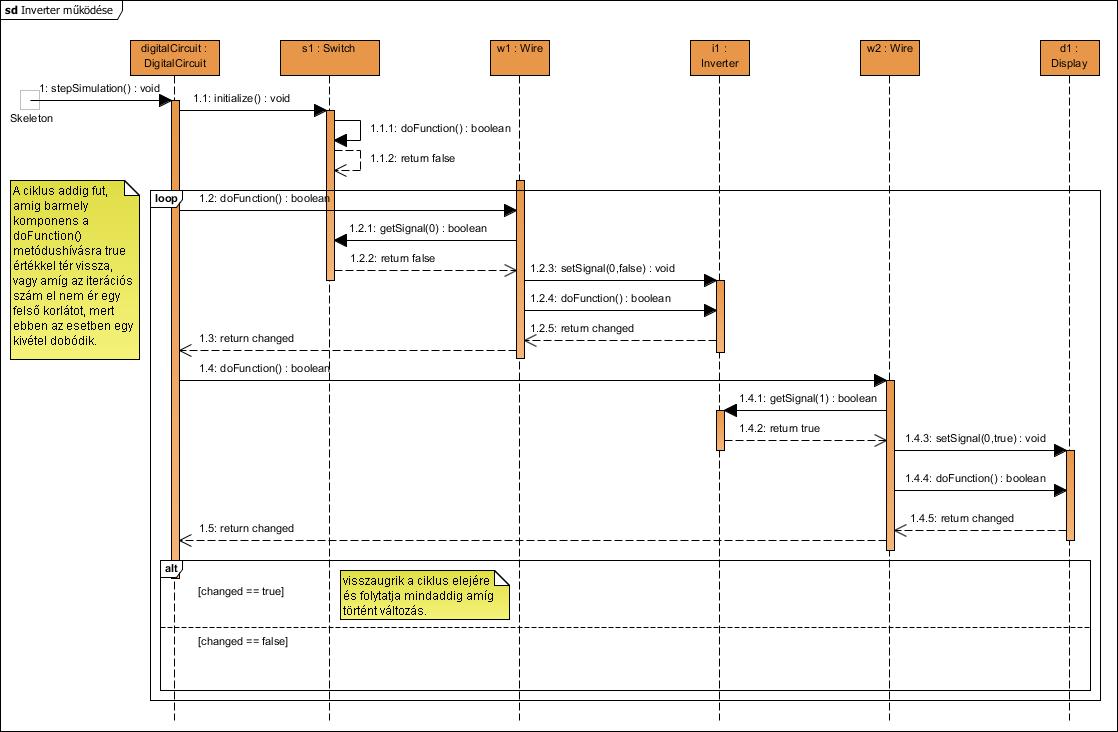 sd Inverter működése
digitalCircuit :
DigitalCircuit
s1 : Switch
w1 : Wire
i1 :
Inverter
w2 : Wire
d1 :
Display
1: stepSimulation() : void
Skeleton
1.1: initialize() : void
1.1.1: doFunction() : boolean
1.1.2: return false
A ciklus addig fut,
amig barmely
komponens a
doFunction()
metódushívásra true
értékkel tér vissza,
vagy amíg az iterációs
szám el nem ér egy
felső korlátot, mert
ebben az esetben egy
kivétel dobódik.
loop
1.2: doFunction() : boolean
1.2.1: getSignal(0) : boolean
1.2.2: return false
1.2.3: setSignal(0,false) : void
1.2.4: doFunction() : boolean
1.2.5: return changed
1.3: return changed
1.4: doFunction() : boolean
1.4.1: getSignal(1) : boolean
1.4.2: return true
1.4.3: setSignal(0,true) : void
1.4.4: doFunction() : boolean
1.4.5: return changed
1.5: return changed
alt
[changed == true]
visszaugrik a ciklus elejére
és folytatja mindaddig amíg
történt változás.
[changed == false]